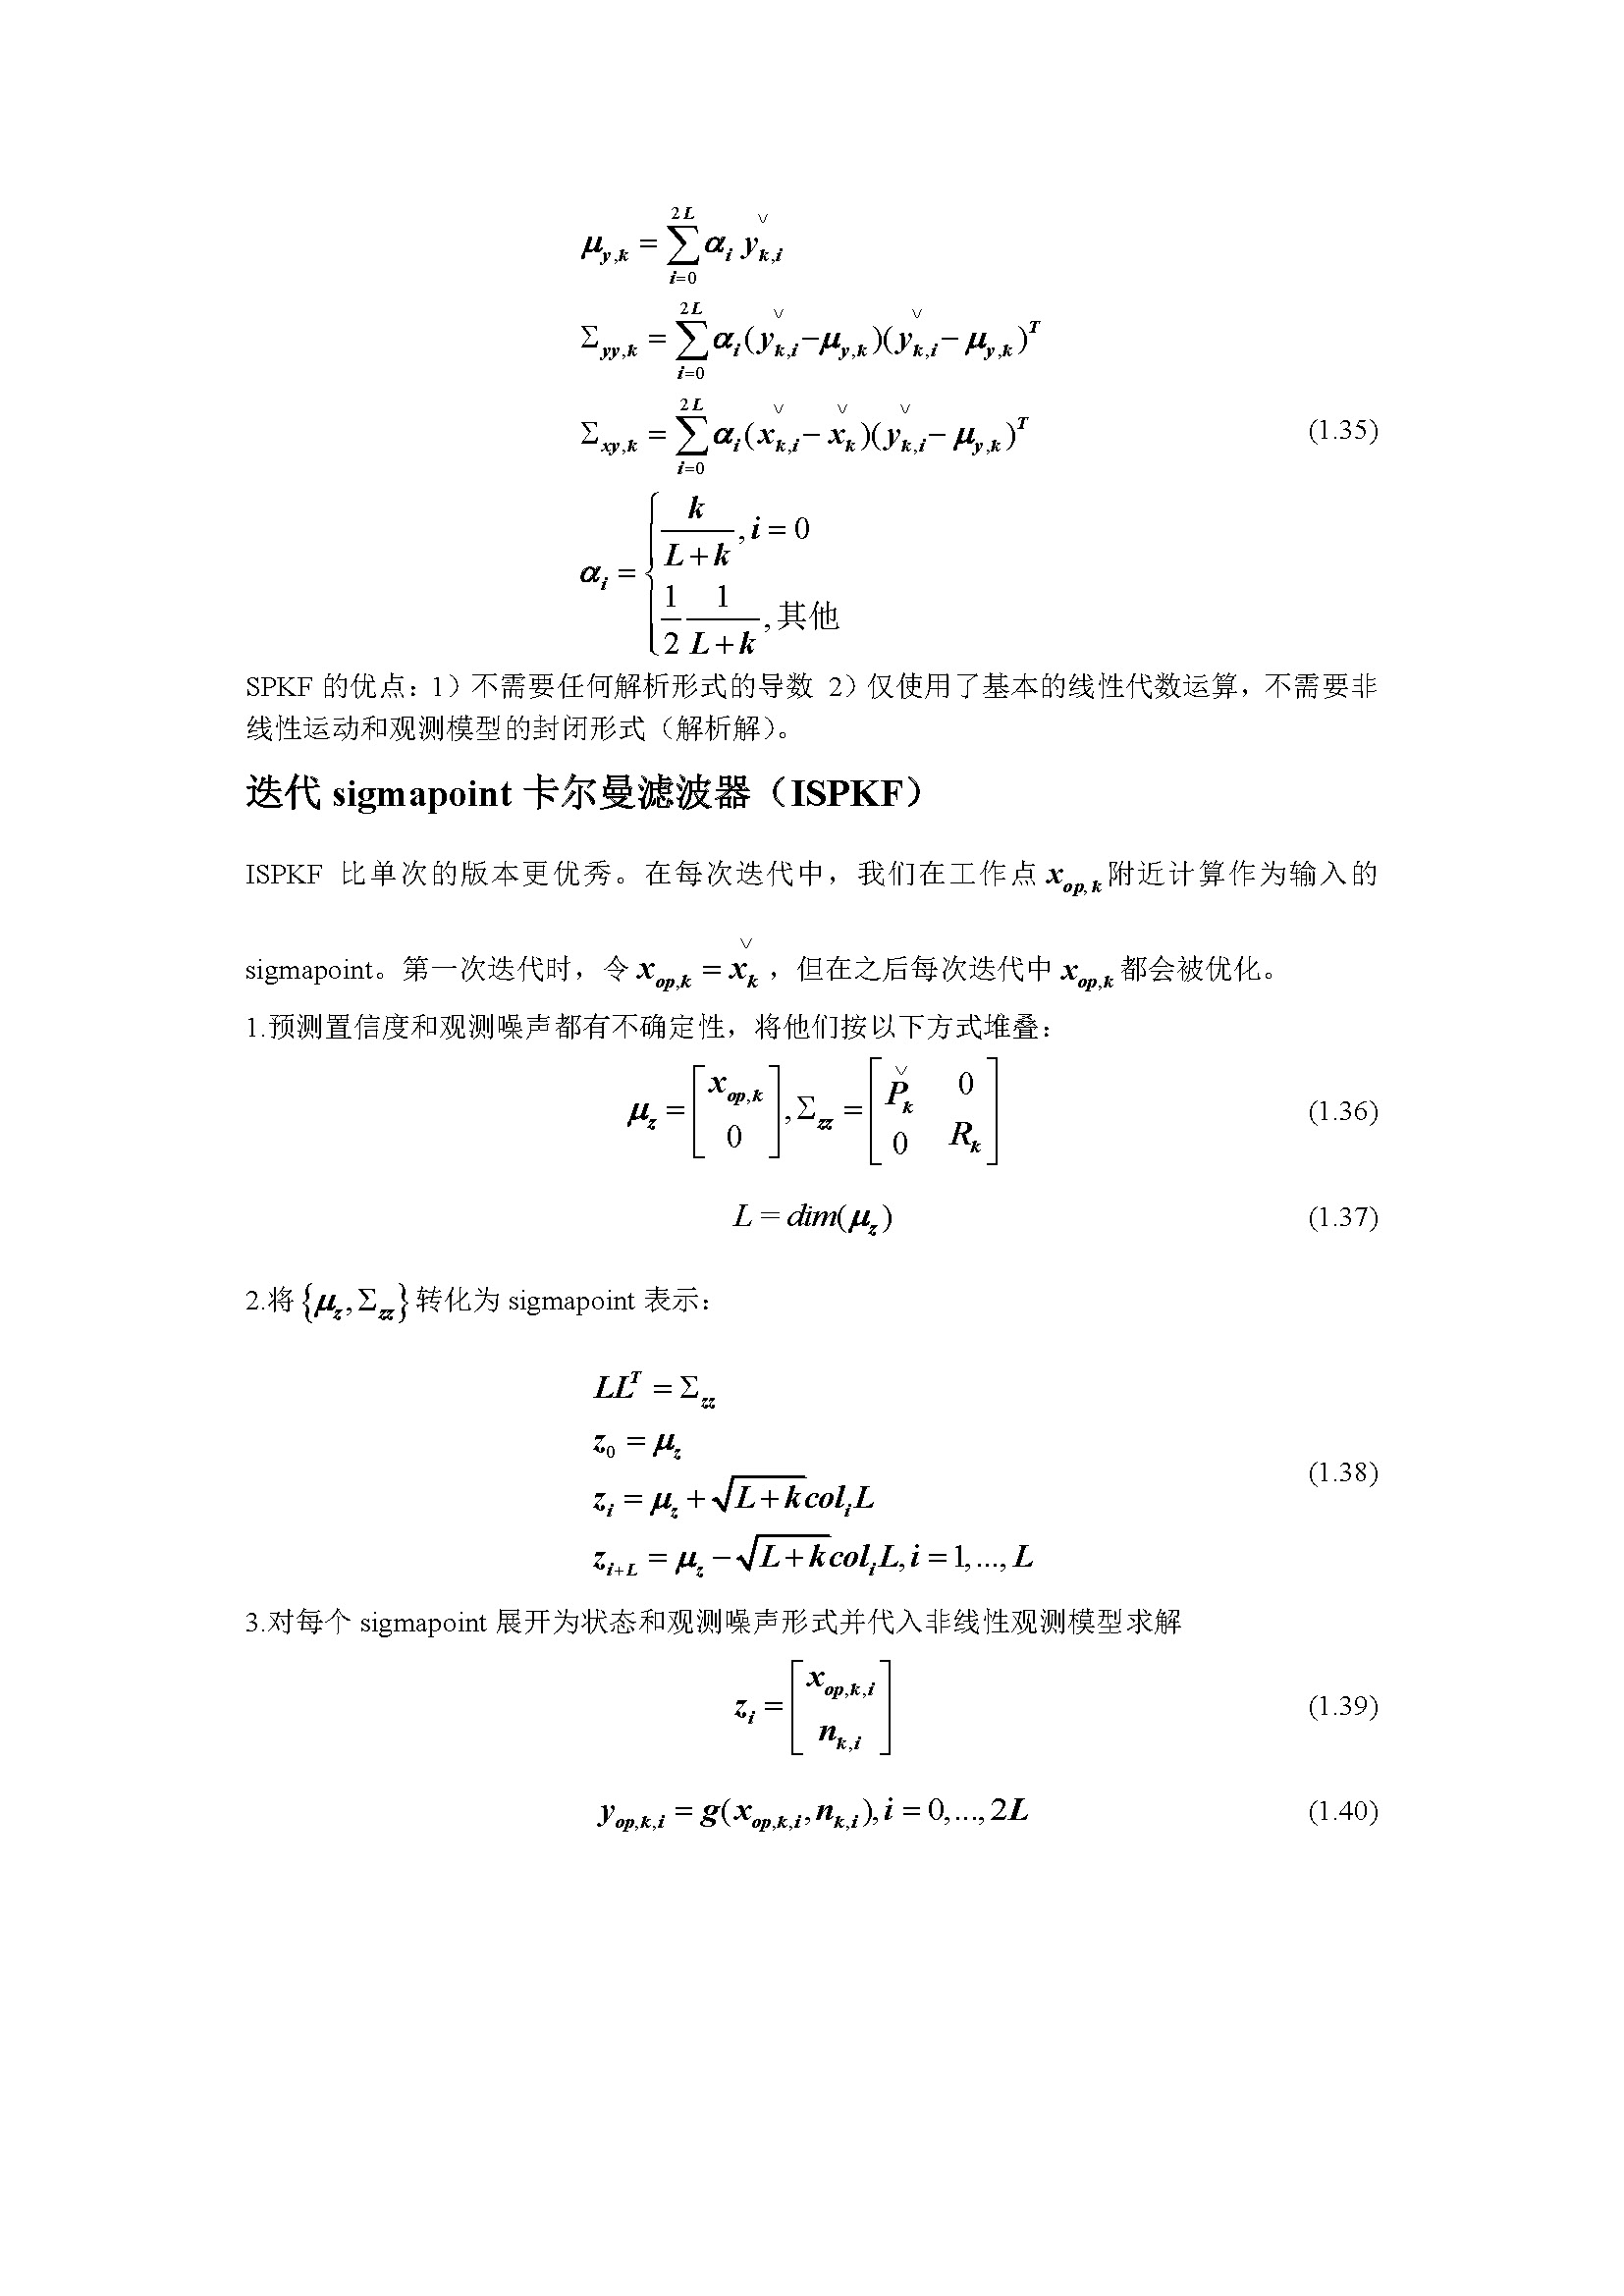 $\mu_{y,k} = \sum_{i=0}^{2L} \alpha_i \check{y}_{k,i}$
$\Sigma_{yy,k} = \sum_{i=0}^{2L} \alpha_i (\check{y}_{k,i} - \mu_{y,k})(\check{y}_{k,i} - \mu_{y,k})^T$
$\Sigma_{xy,k} = \sum_{i=0}^{2L} \alpha_i (\check{x}_{k,i} - \check{x}_k)(\check{y}_{k,i} - \mu_{y,k})^T$ (1.35)
$\alpha_i = \begin{cases} \frac{k}{L+k}, i=0 \\ \frac{1}{2}\frac{1}{L+k}, 其他 \end{cases}$
SPKF 的优点：1）不需要任何解析形式的导数 2）仅使用了基本的线性代数运算，不需要非
线性运动和观测模型的封闭形式（解析解）。
迭代 sigmapoint 卡尔曼滤波器（ISPKF）
ISPKF 比单次的版本更优秀。在每次迭代中，我们在工作点 $x_{op,k}$ 附近计算作为输入的
sigmapoint。第一次迭代时，令 $x_{op,k} = \check{x}_k$ ，但在之后每次迭代中 $x_{op,k}$ 都会被优化。
1.预测置信度和观测噪声都有不确定性，将他们按以下方式堆叠：
$\mu_z = \begin{bmatrix} x_{op,k} \\ 0 \end{bmatrix}, \Sigma_{zz} = \begin{bmatrix} \check{P}_k & 0 \\ 0 & R_k \end{bmatrix}$ (1.36)
$L = dim(\mu_z)$ (1.37)
2.将 $\{\mu_z, \Sigma_{zz}\}$ 转化为 sigmapoint 表示：
$LL^T = \Sigma_{zz}$
$z_0 = \mu_z$
$z_i = \mu_z + \sqrt{L+k} col_i L$ (1.38)
$z_{i+L} = \mu_z - \sqrt{L+k} col_i L, i=1,...,L$
3.对每个 sigmapoint 展开为状态和观测噪声形式并代入非线性观测模型求解
$z_i = \begin{bmatrix} x_{op,k,i} \\ n_{k,i} \end{bmatrix}$ (1.39)
$y_{op,k,i} = g(x_{op,k,i}, n_{k,i}), i=0,...,2L$ (1.40)